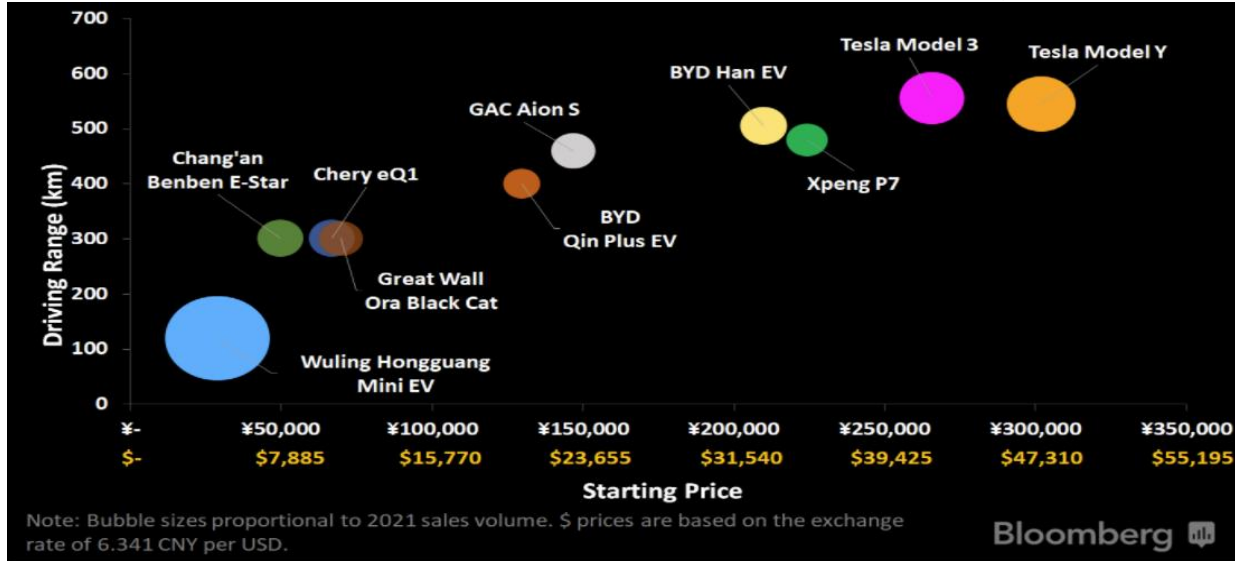 700
600
500
400
300
200
100
0
Driving Range (km)
Tesla Model 3
Tesla Model Y
BYD Han EV
GAC Aion S
Xpeng P7
Chang'an
Benben E-Star
Chery eQ1
BYD
Qin Plus EV
Great Wall
Ora Black Cat
Wuling Hongguang
Mini EV
¥- ¥50,000 ¥100,000 ¥150,000 ¥200,000 ¥250,000 ¥300,000 ¥350,000
$- $7,885 $15,770 $23,655 $31,540 $39,425 $47,310 $55,195
Starting Price
Note: Bubble sizes proportional to 2021 sales volume. $ prices are based on the exchange
rate of 6.341 CNY per USD.
Bloomberg